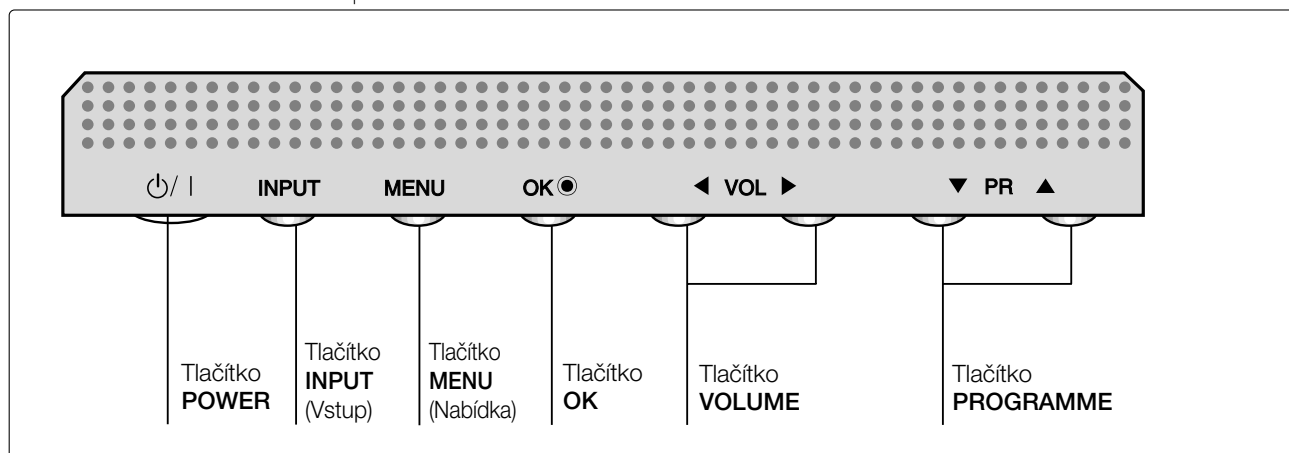 ⏻/ | INPUT MENU OK◉ ◀ VOL ▶ ▼ PR ▲
Tlačítko
POWER
Tlačítko
INPUT
(Vstup)
Tlačítko
MENU
(Nabídka)
Tlačítko
OK
Tlačítko
VOLUME
Tlačítko
PROGRAMME